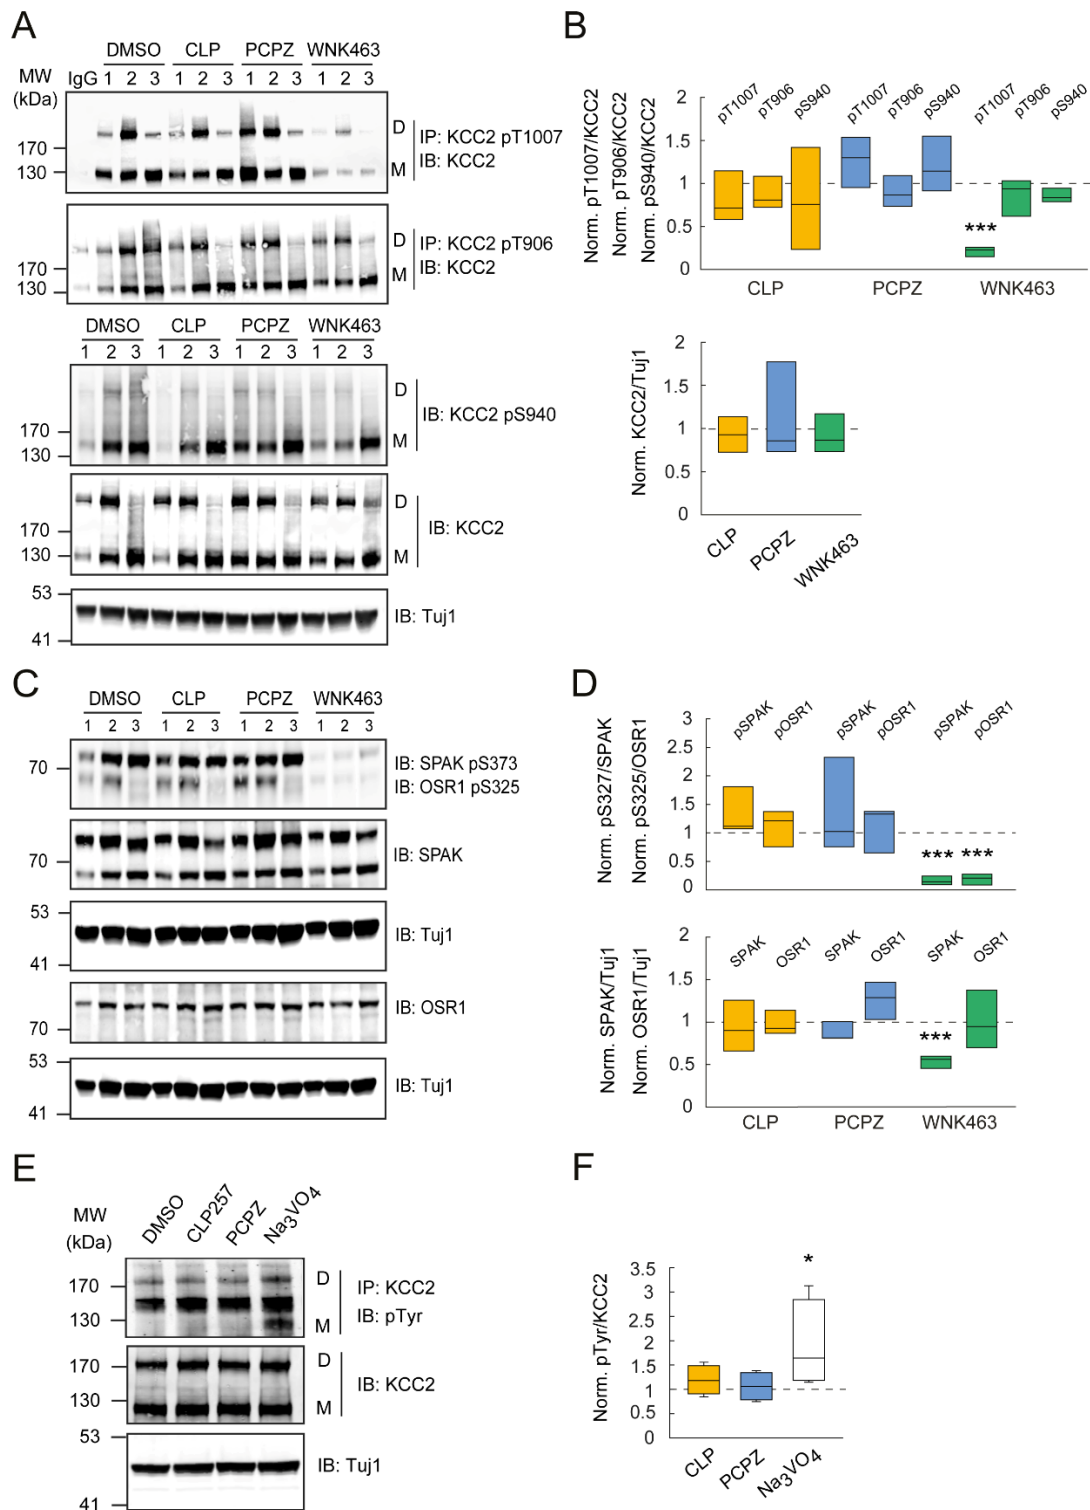 A
DMSO CLP PCPZ WNK463
MW (kDa) IgG 1 2 3 1 2 3 1 2 3 1 2 3
170
130
D
M
IP: KCC2 pT1007
IB: KCC2
170
130
D
M
IP: KCC2 pT906
IB: KCC2
DMSO CLP PCPZ WNK463
1 2 3 1 2 3 1 2 3 1 2 3
170
130
D
M
IB: KCC2 pS940
170
130
D
M
IB: KCC2
53
41
IB: Tuj1
B
Norm. pT1007/KCC2
Norm. pT906/KCC2
Norm. pS940/KCC2
2
1.5
1
0.5
0
pT1007 pT906 pS940 pT1007 pT906 pS940 pT1007 pT906 pS940
***
CLP PCPZ WNK463
Norm. KCC2/Tuj1
2
1.5
1
0.5
0
CLP PCPZ WNK463
C
DMSO CLP PCPZ WNK463
1 2 3 1 2 3 1 2 3 1 2 3
70
IB: SPAK pS373
IB: OSR1 pS325
70
IB: SPAK
53
41
IB: Tuj1
70
IB: OSR1
53
41
IB: Tuj1
D
Norm. pS327/SPAK
Norm. pS325/OSR1
3
2.5
2
1.5
1
0.5
0
pSPAK pOSR1 pSPAK pOSR1 pSPAK pOSR1
*** ***
Norm. SPAK/Tuj1
Norm. OSR1/Tuj1
2
1.5
1
0.5
0
SPAK OSR1 SPAK OSR1 SPAK OSR1
***
CLP PCPZ WNK463
E
MW (kDa)
DMSO CLP257 PCPZ Na3VO4
170
130
D
M
IP: KCC2
IB: pTyr
170
130
D
M
IB: KCC2
53
41
IB: Tuj1
F
Norm. pTyr/KCC2
3.5
3
2.5
2
1.5
1
0.5
0
*
CLP PCPZ Na3VO4